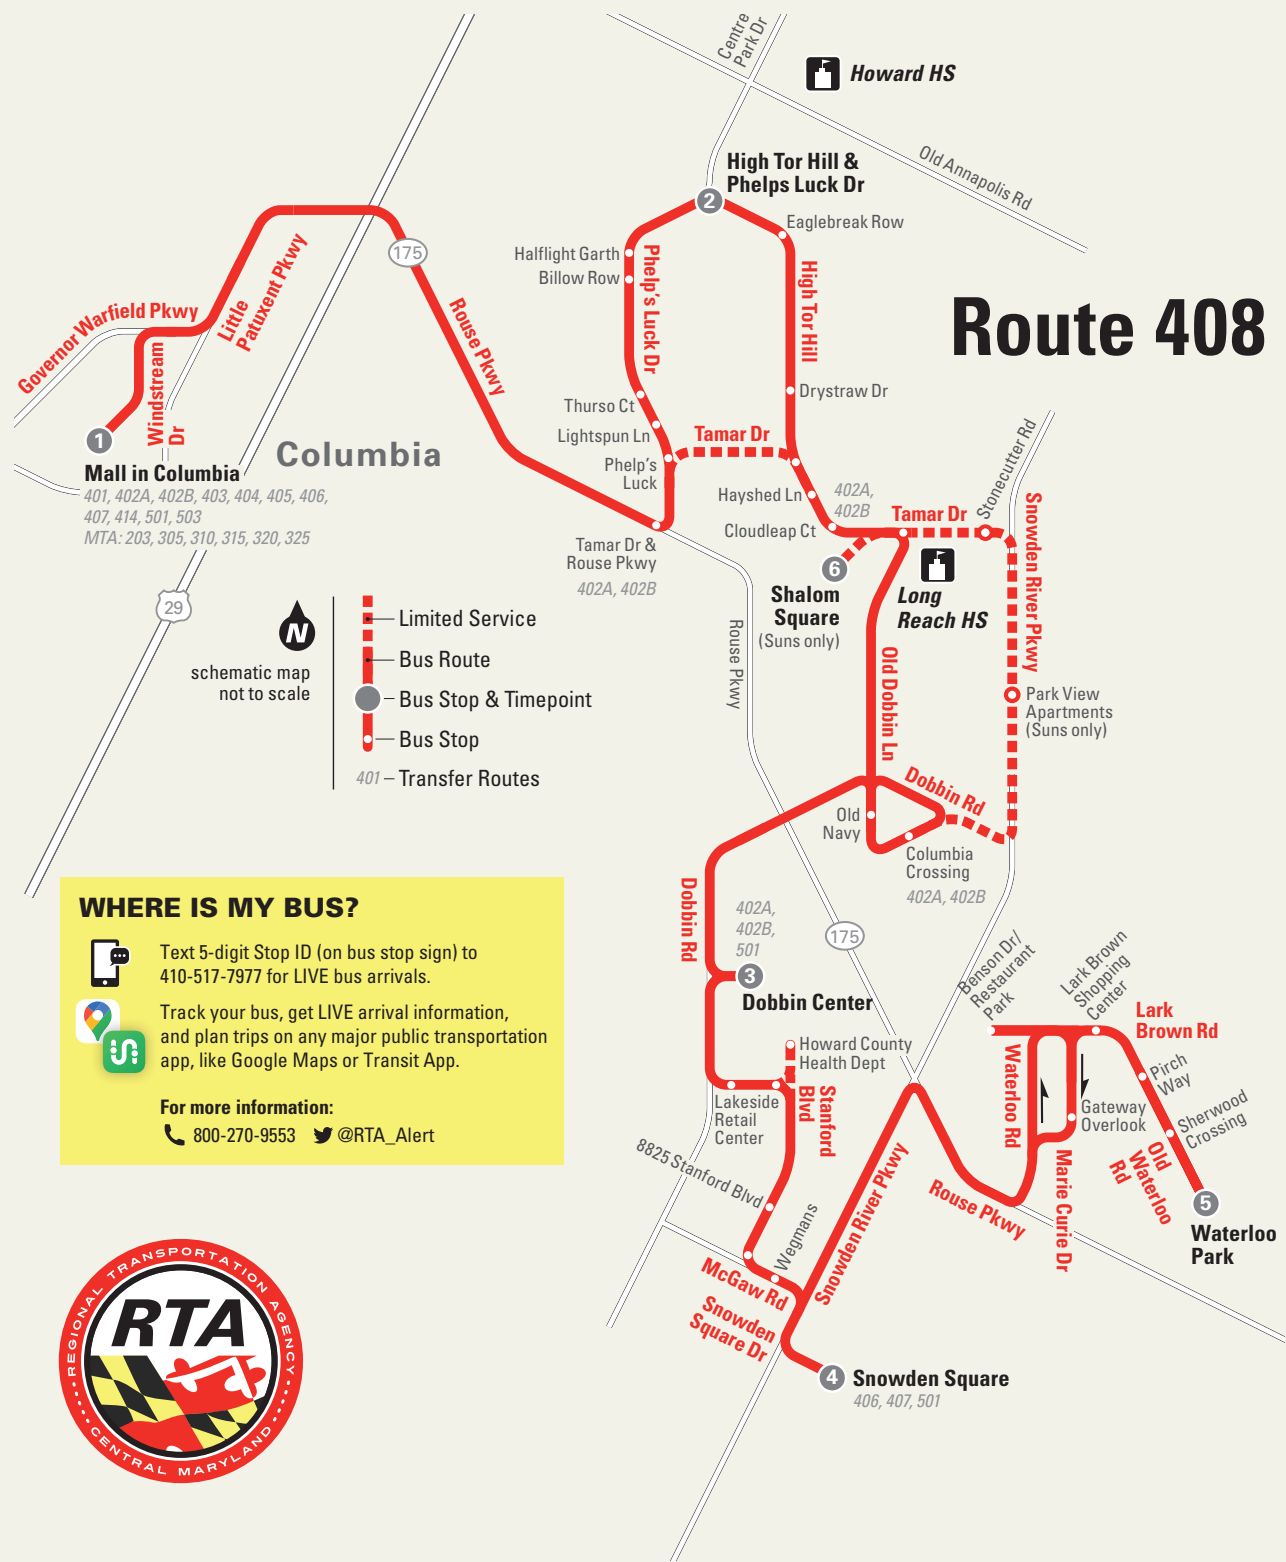 Centre
Park Dr
Howard HS
Old Annapolis Rd
High Tor Hill &
Phelps Luck Dr
2
Eaglebreak Row
Halflight Garth
Billow Row
Phelp's Luck Dr
High Tor Hill
Route 408
175
Governor Warfield Pkwy
Little
Patuxent Pkwy
Rouse Pkwy
Windstream
Dr
1
Mall in Columbia
401, 402A, 402B, 403, 404, 405, 406,
407, 414, 501, 503
MTA: 203, 305, 310, 315, 320, 325
Columbia
Thurso Ct
Drystraw Dr
Lightspun Ln
Tamar Dr
Phelp's
Luck
Hayshed Ln
402A,
402B
Cloudleap Ct
Tamar Dr
Stonecutter Rd
Snowden River Pkwy
Tamar Dr &
Rouse Pkwy
402A, 402B
6
Shalom
Square
(Suns only)
Long
Reach HS
29
N
schematic map
not to scale
Limited Service
Bus Route
Bus Stop & Timepoint
Bus Stop
401
Transfer Routes
Rouse Pkwy
Old Dobbin Ln
Park View
Apartments
(Suns only)
Dobbin Rd
Old
Navy
Columbia
Crossing
402A, 402B
Dobbin Rd
402A,
402B,
501
175
3
Dobbin Center
WHERE IS MY BUS?
Text 5-digit Stop ID (on bus stop sign) to
410-517-7977 for LIVE bus arrivals.
Track your bus, get LIVE arrival information,
and plan trips on any major public transportation
app, like Google Maps or Transit App.
For more information:
800-270-9553
@RTA_Alert
Benson Dr/
Restaurant
Park
Lark Brown
Shopping
Center
Lark
Brown Rd
Howard County
Health Dept
Lakeside
Retail
Center
Stanford
Blvd
Waterloo Rd
Pirch
Way
Gateway
Overlook
Sherwood
Crossing
8825 Stanford Blvd
Old
Waterloo
Rd
Marie Curie Dr
Rouse Pkwy
5
Waterloo
Park
Wegmans
Snowden River Pkwy
McGaw Rd
Snowden
Square Dr
4
Snowden Square
406, 407, 501
REGIONAL TRANSPORTATION AGENCY
RTA
CENTRAL MARYLAND